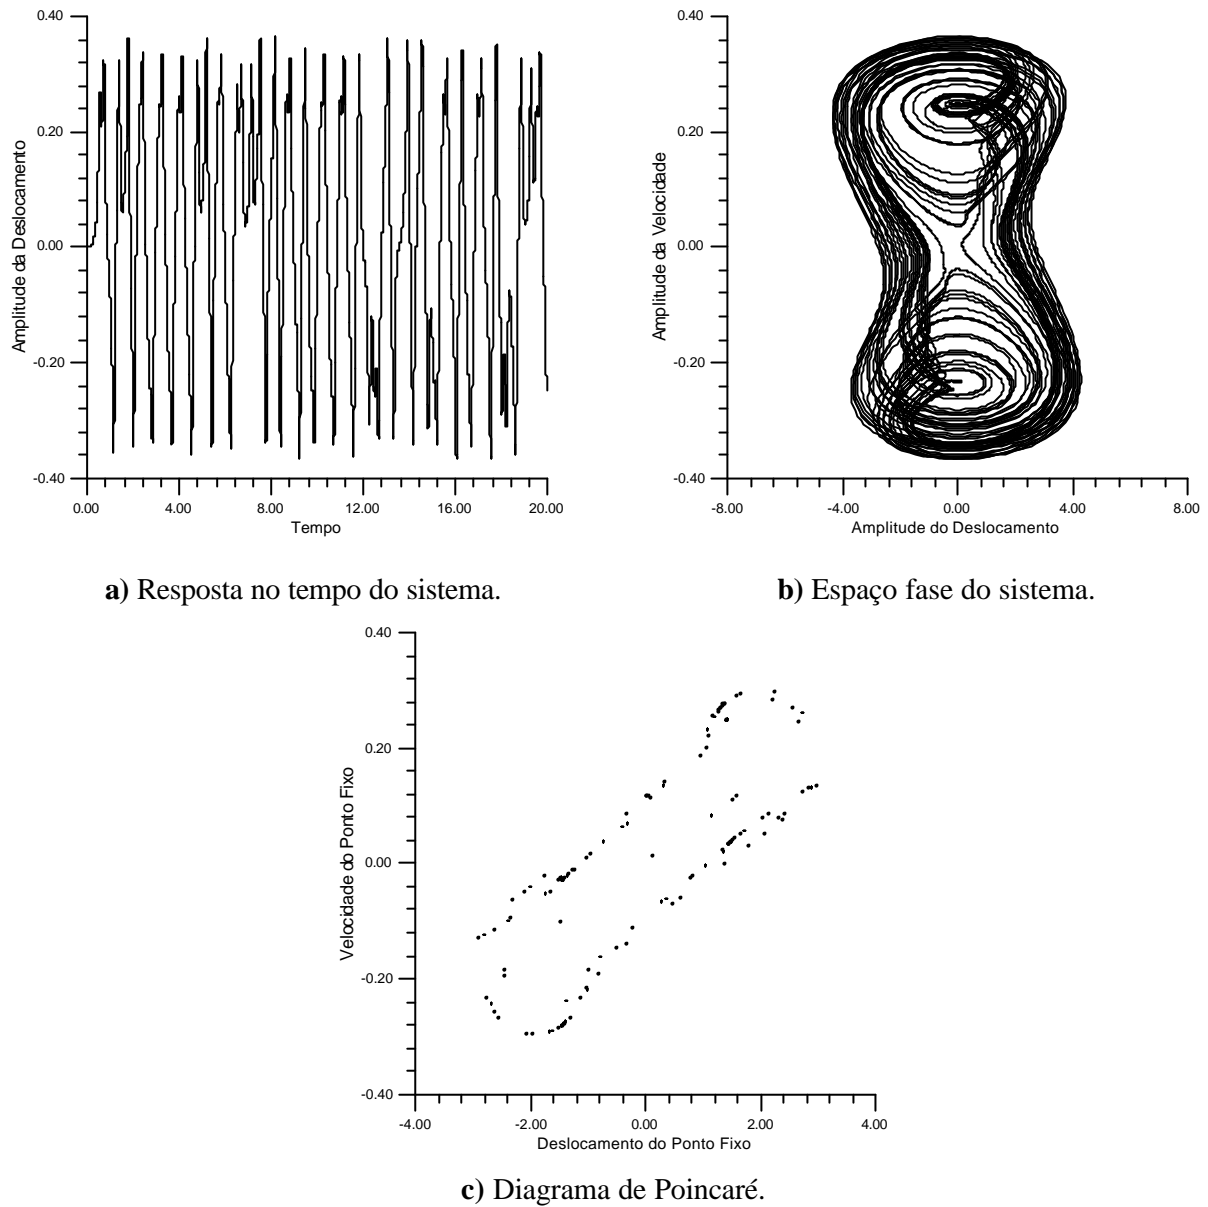 0.40
0.20
0.00
-0.20
-0.40
Amplitude da Deslocamento
0.00 4.00 8.00 12.00 16.00 20.00
Tempo
0.40
0.20
0.00
-0.20
-0.40
Amplitude da Velocidade
-8.00 -4.00 0.00 4.00 8.00
Amplitude do Deslocamento
a) Resposta no tempo do sistema.
b) Espaço fase do sistema.
0.40
0.20
0.00
-0.20
-0.40
Velocidade do Ponto Fixo
-4.00 -2.00 0.00 2.00 4.00
Deslocamento do Ponto Fixo
c) Diagrama de Poincaré.